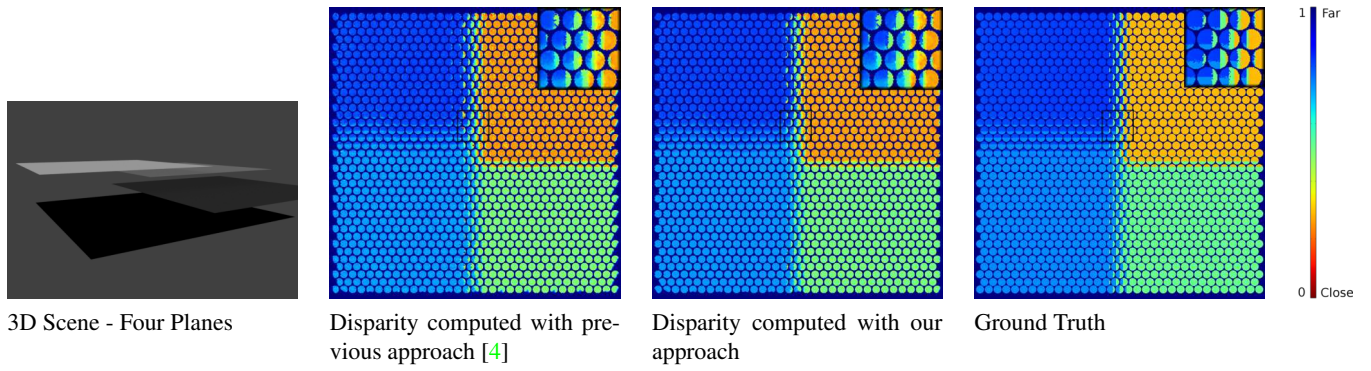 1 Far
0 Close
3D Scene - Four Planes
Disparity computed with pre-
vious approach [4]
Disparity computed with our
approach
Ground Truth